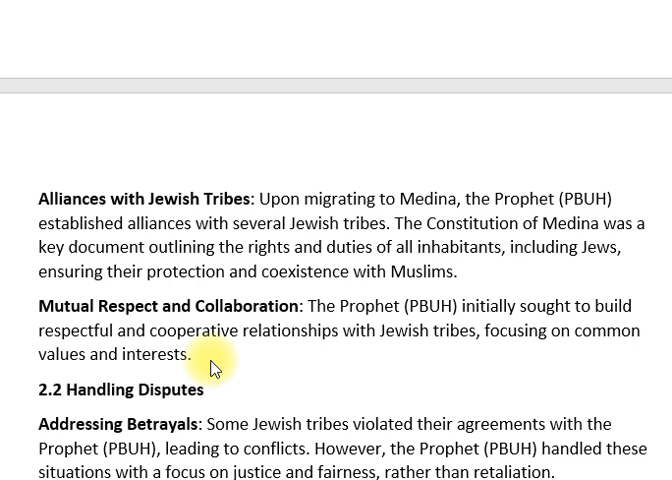 Alliances with Jewish Tribes: Upon migrating to Medina, the Prophet (PBUH)
established alliances with several Jewish tribes. The Constitution of Medina was a
key document outlining the rights and duties of all inhabitants, including Jews,
ensuring their protection and coexistence with Muslims.
Mutual Respect and Collaboration: The Prophet (PBUH) initially sought to build
respectful and cooperative relationships with Jewish tribes, focusing on common
values and interests.
2.2 Handling Disputes
Addressing Betrayals: Some Jewish tribes violated their agreements with the
Prophet (PBUH), leading to conflicts. However, the Prophet (PBUH) handled these
situations with a focus on justice and fairness, rather than retaliation.